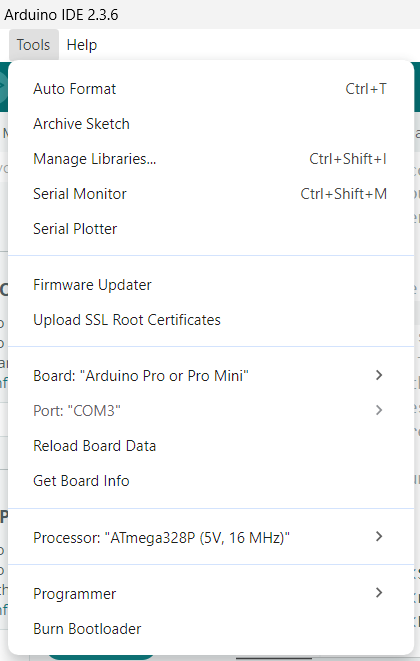 Arduino IDE 2.3.6
Tools Help
Auto Format Ctrl+T
Archive Sketch
Manage Libraries... Ctrl+Shift+I
Serial Monitor Ctrl+Shift+M
Serial Plotter
Firmware Updater
Upload SSL Root Certificates
Board: "Arduino Pro or Pro Mini"
Port: "COM3"
Reload Board Data
Get Board Info
Processor: "ATmega328P (5V, 16 MHz)"
Programmer
Burn Bootloader